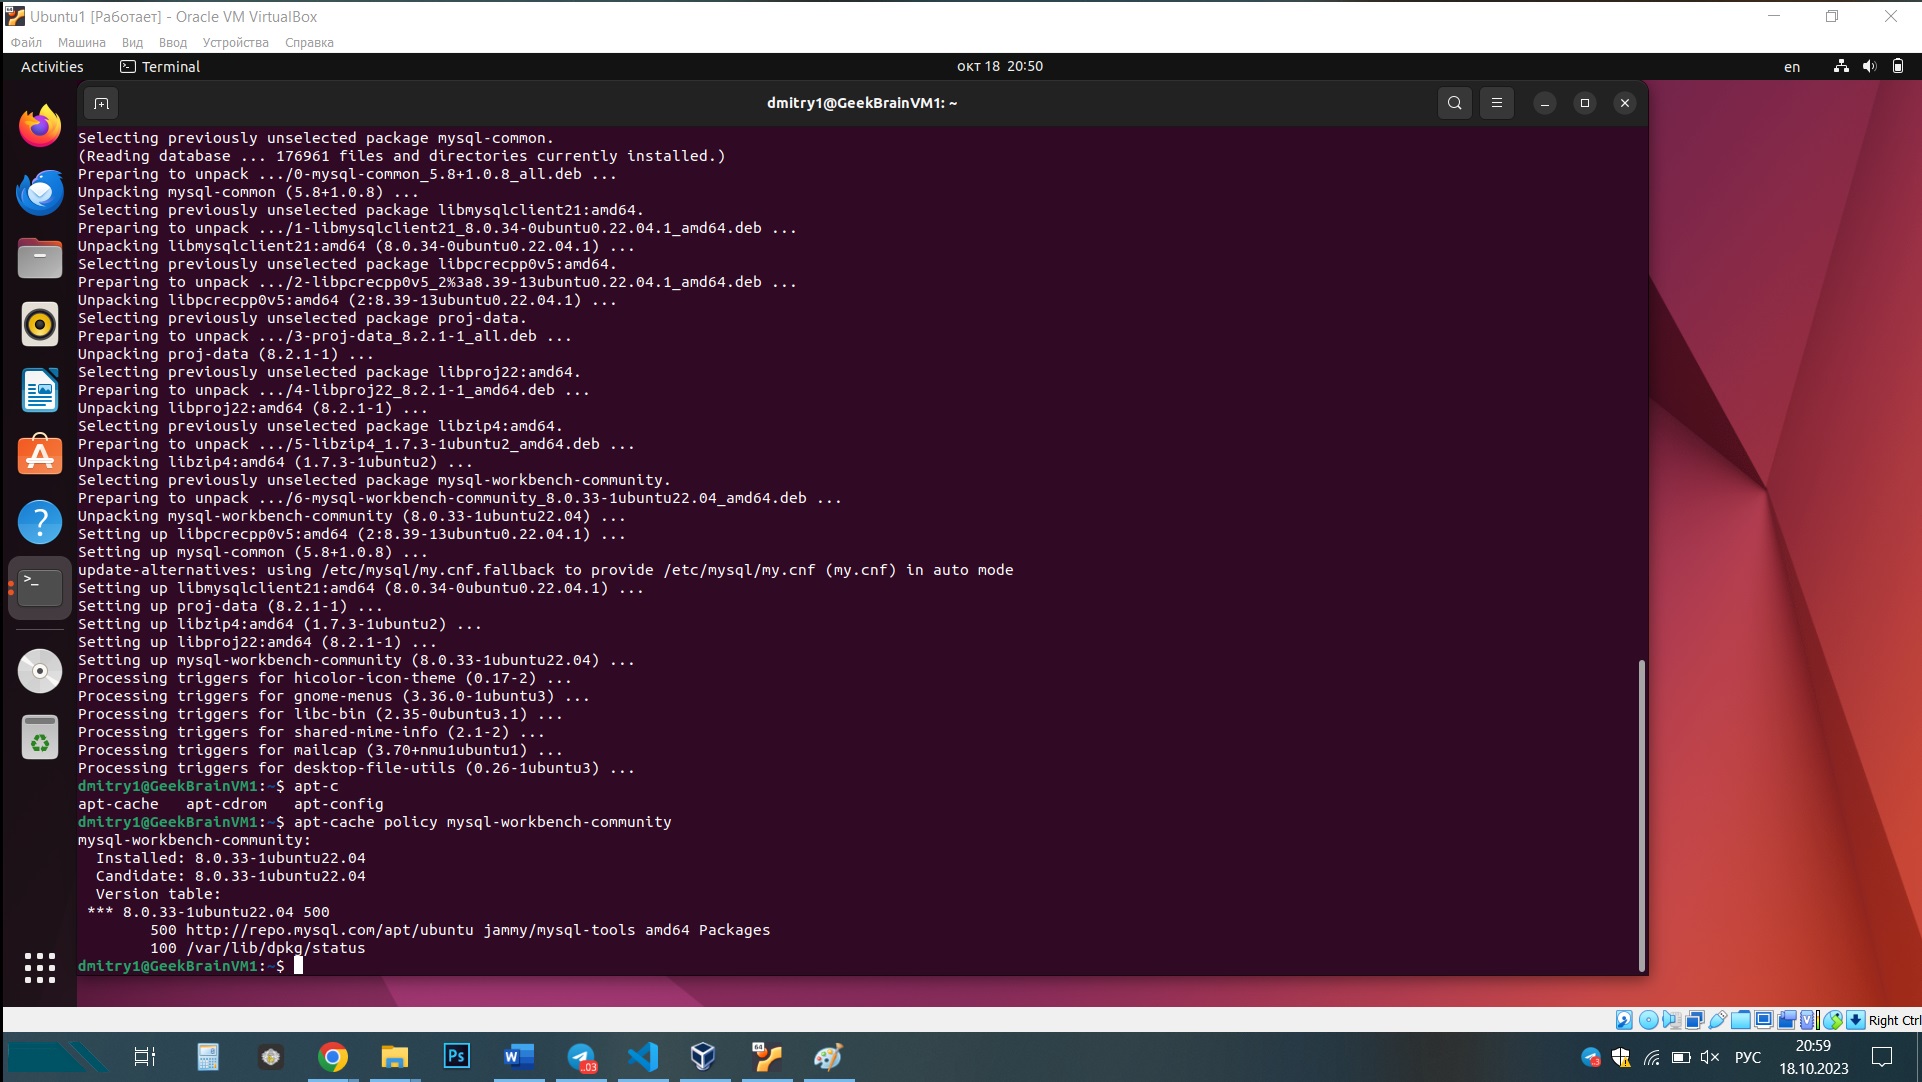 Ubuntu1 [Работает] - Oracle VM VirtualBox
Файл Машина Вид Ввод Устройства Справка
Activities Terminal окт 18 20:50 en
dmitry1@GeekBrainVM1: ~
Selecting previously unselected package mysql-common.
(Reading database ... 176961 files and directories currently installed.)
Preparing to unpack .../0-mysql-common_5.8+1.0.8_all.deb ...
Unpacking mysql-common (5.8+1.0.8) ...
Selecting previously unselected package libmysqlclient21:amd64.
Preparing to unpack .../1-libmysqlclient21_8.0.34-0ubuntu0.22.04.1_amd64.deb ...
Unpacking libmysqlclient21:amd64 (8.0.34-0ubuntu0.22.04.1) ...
Selecting previously unselected package libpcrecpp0v5:amd64.
Preparing to unpack .../2-libpcrecpp0v5_2%3a8.39-13ubuntu0.22.04.1_amd64.deb ...
Unpacking libpcrecpp0v5:amd64 (2:8.39-13ubuntu0.22.04.1) ...
Selecting previously unselected package proj-data.
Preparing to unpack .../3-proj-data_8.2.1-1_all.deb ...
Unpacking proj-data (8.2.1-1) ...
Selecting previously unselected package libproj22:amd64.
Preparing to unpack .../4-libproj22_8.2.1-1_amd64.deb ...
Unpacking libproj22:amd64 (8.2.1-1) ...
Selecting previously unselected package libzip4:amd64.
Preparing to unpack .../5-libzip4_1.7.3-1ubuntu2_amd64.deb ...
Unpacking libzip4:amd64 (1.7.3-1ubuntu2) ...
Selecting previously unselected package mysql-workbench-community.
Preparing to unpack .../6-mysql-workbench-community_8.0.33-1ubuntu22.04_amd64.deb ...
Unpacking mysql-workbench-community (8.0.33-1ubuntu22.04) ...
Setting up libpcrecpp0v5:amd64 (2:8.39-13ubuntu0.22.04.1) ...
Setting up mysql-common (5.8+1.0.8) ...
update-alternatives: using /etc/mysql/my.cnf.fallback to provide /etc/mysql/my.cnf (my.cnf) in auto mode
Setting up libmysqlclient21:amd64 (8.0.34-0ubuntu0.22.04.1) ...
Setting up proj-data (8.2.1-1) ...
Setting up libzip4:amd64 (1.7.3-1ubuntu2) ...
Setting up libproj22:amd64 (8.2.1-1) ...
Setting up mysql-workbench-community (8.0.33-1ubuntu22.04) ...
Processing triggers for hicolor-icon-theme (0.17-2) ...
Processing triggers for gnome-menus (3.36.0-1ubuntu3) ...
Processing triggers for libc-bin (2.35-0ubuntu3.1) ...
Processing triggers for shared-mime-info (2.1-2) ...
Processing triggers for mailcap (3.70+nmu1ubuntu1) ...
Processing triggers for desktop-file-utils (0.26-1ubuntu3) ...
dmitry1@GeekBrainVM1:~$ apt-c
apt-cache apt-cdrom apt-config
dmitry1@GeekBrainVM1:~$ apt-cache policy mysql-workbench-community
mysql-workbench-community:
Installed: 8.0.33-1ubuntu22.04
Candidate: 8.0.33-1ubuntu22.04
Version table:
*** 8.0.33-1ubuntu22.04 500
500 http://repo.mysql.com/apt/ubuntu jammy/mysql-tools amd64 Packages
100 /var/lib/dpkg/status
dmitry1@GeekBrainVM1:~$
Right Ctrl
Ps W ..03 64 РУС 20:59
18.10.2023